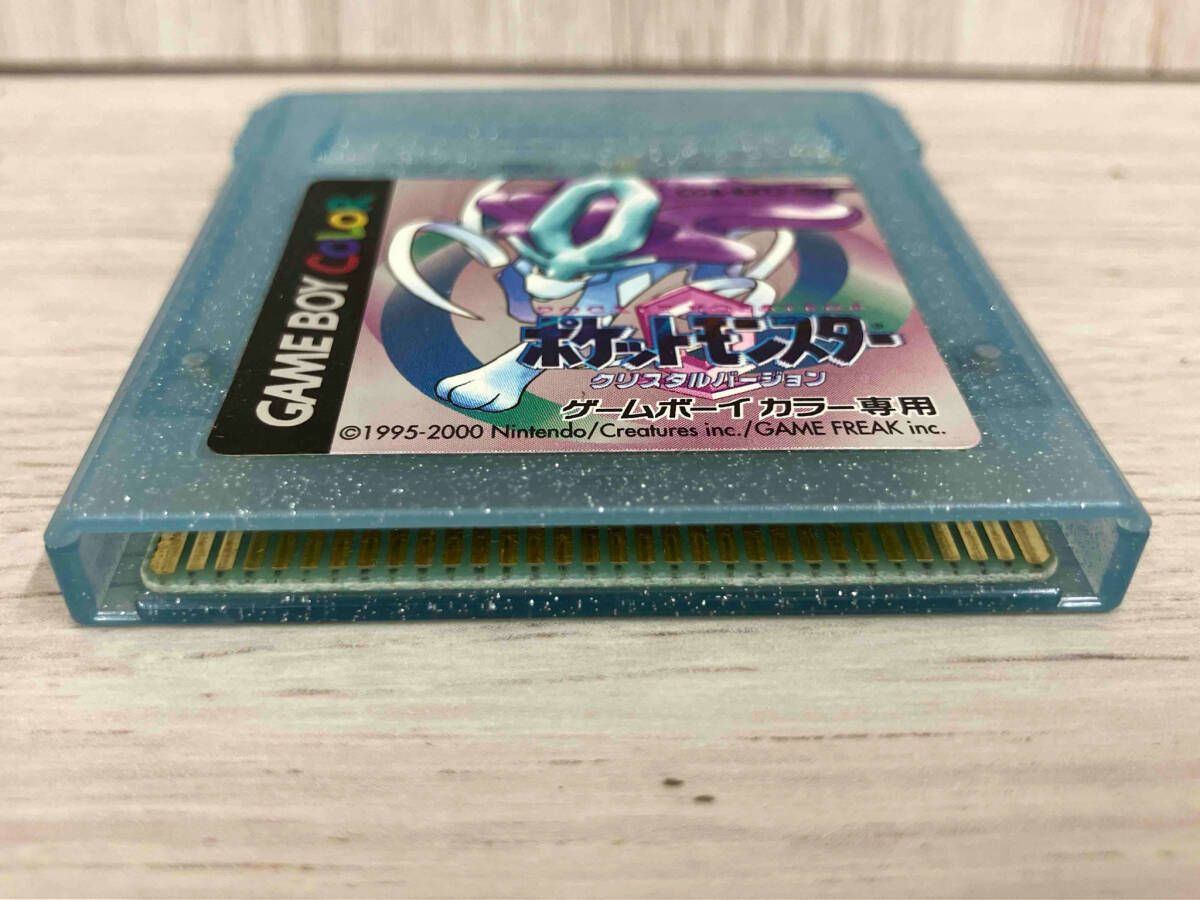 GAME BOY COLOR
ポケットモンスター
クリスタルバージョン
ゲームボーイ カラー専用
©1995-2000 Nintendo/Creatures inc./GAME FREAK inc.